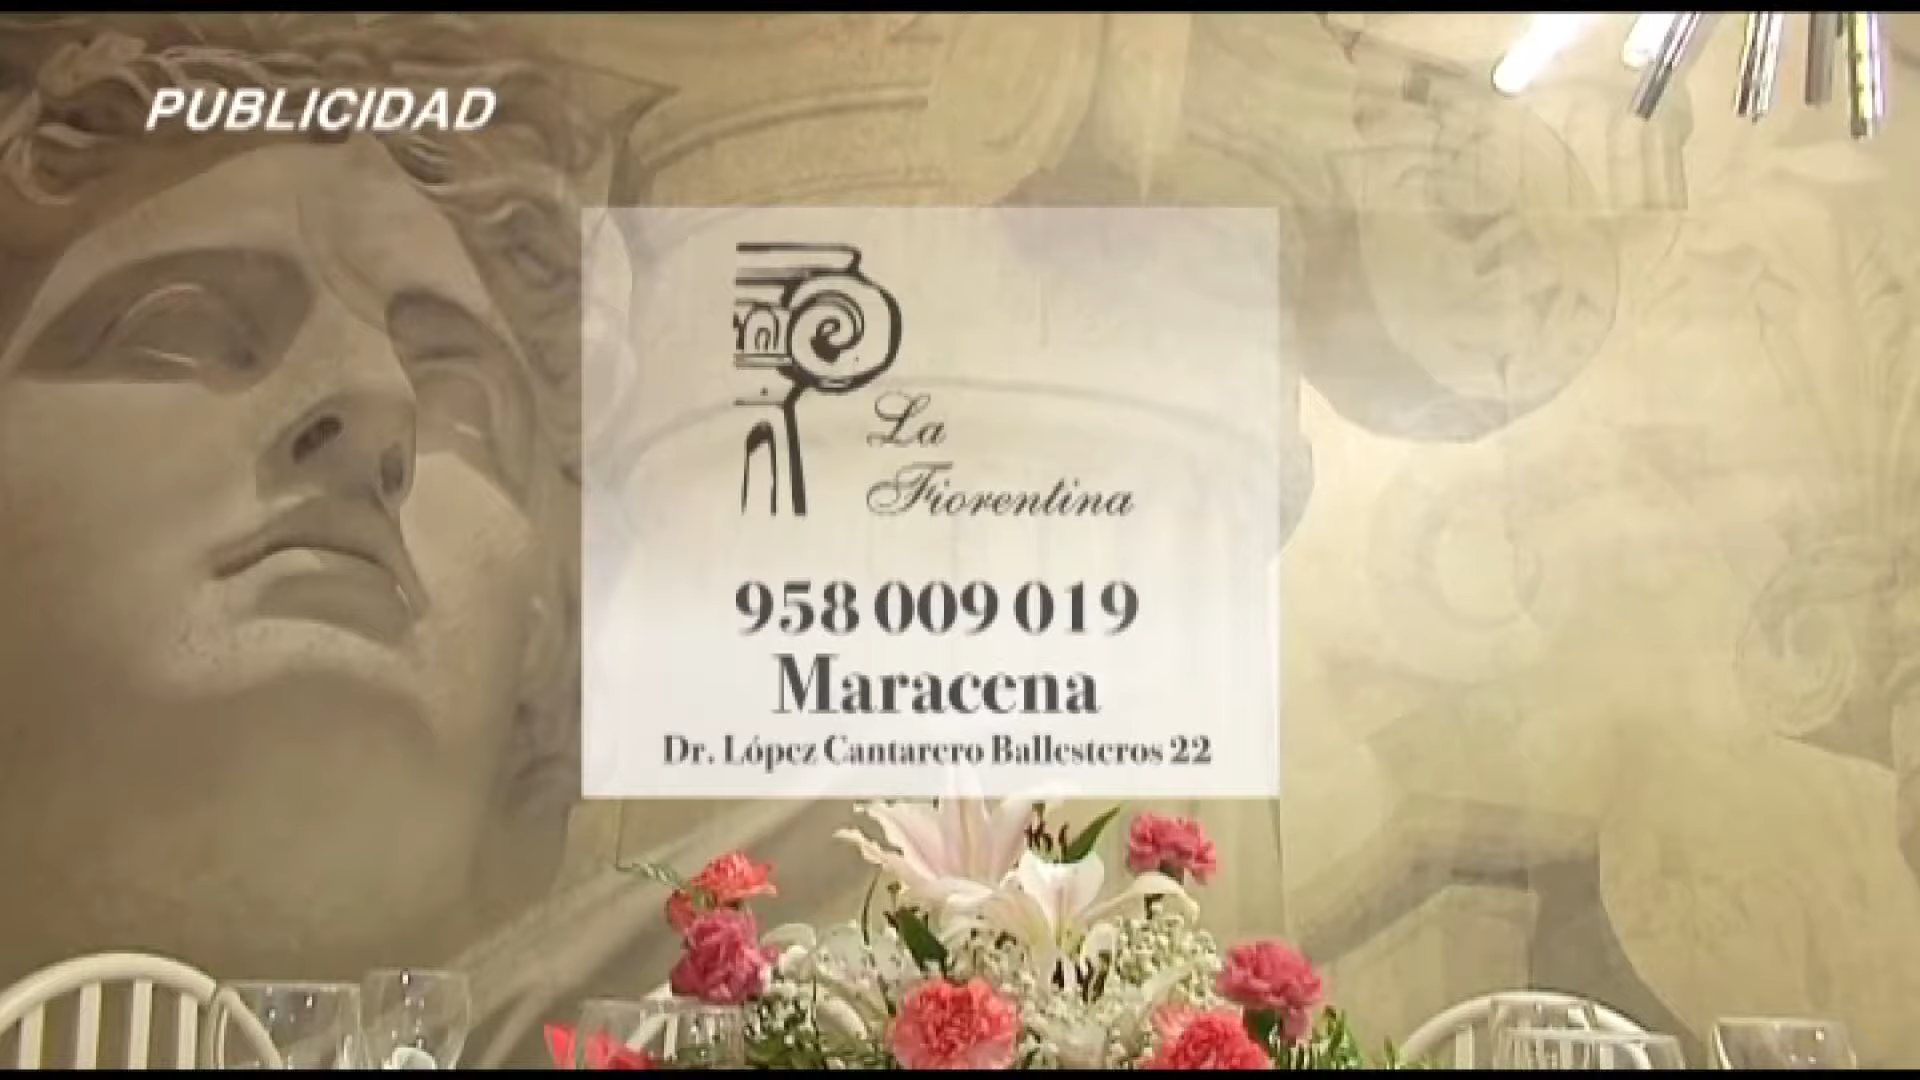 PUBLICIDAD
La
Fiorentina
958 009 019
Maracena
Dr. López Cantarero Ballesteros 22